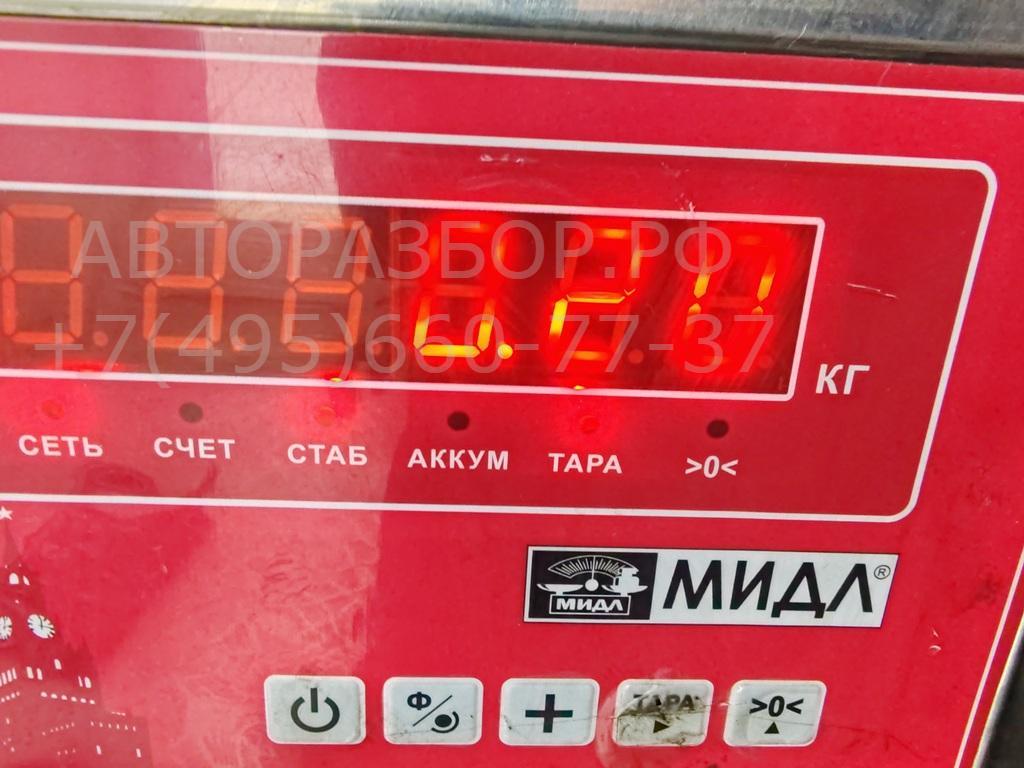 АВТОРАЗБОР.РФ
+7(495)660-77-37
КГ
СЕТЬ СЧЕТ СТАБ АККУМ ТАРА >0<
МИДЛ МИДЛ®
Ф ТАРА >0<